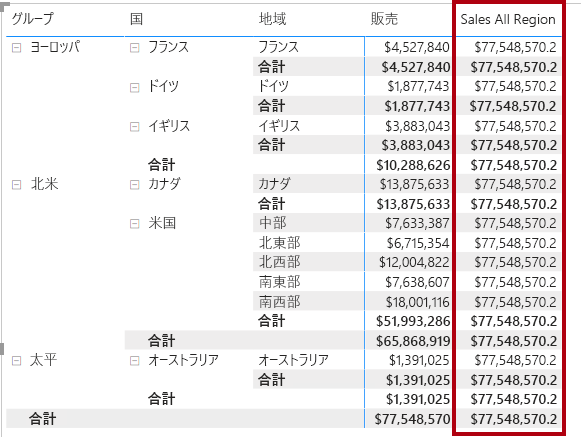 グループ 国 地域 販売 Sales All Region
ヨーロッパ フランス フランス $4,527,840 $77,548,570.2
合計 $4,527,840 $77,548,570.2
ドイツ ドイツ $1,877,743 $77,548,570.2
合計 $1,877,743 $77,548,570.2
イギリス イギリス $3,883,043 $77,548,570.2
合計 $3,883,043 $77,548,570.2
合計 $10,288,626 $77,548,570.2
北米 カナダ カナダ $13,875,633 $77,548,570.2
合計 $13,875,633 $77,548,570.2
米国 中部 $7,633,387 $77,548,570.2
北東部 $6,715,354 $77,548,570.2
北西部 $12,004,822 $77,548,570.2
南東部 $7,638,607 $77,548,570.2
南西部 $18,001,116 $77,548,570.2
合計 $51,993,286 $77,548,570.2
合計 $65,868,919 $77,548,570.2
太平 オーストラリア オーストラリア $1,391,025 $77,548,570.2
合計 $1,391,025 $77,548,570.2
合計 $1,391,025 $77,548,570.2
合計 $77,548,570 $77,548,570.2